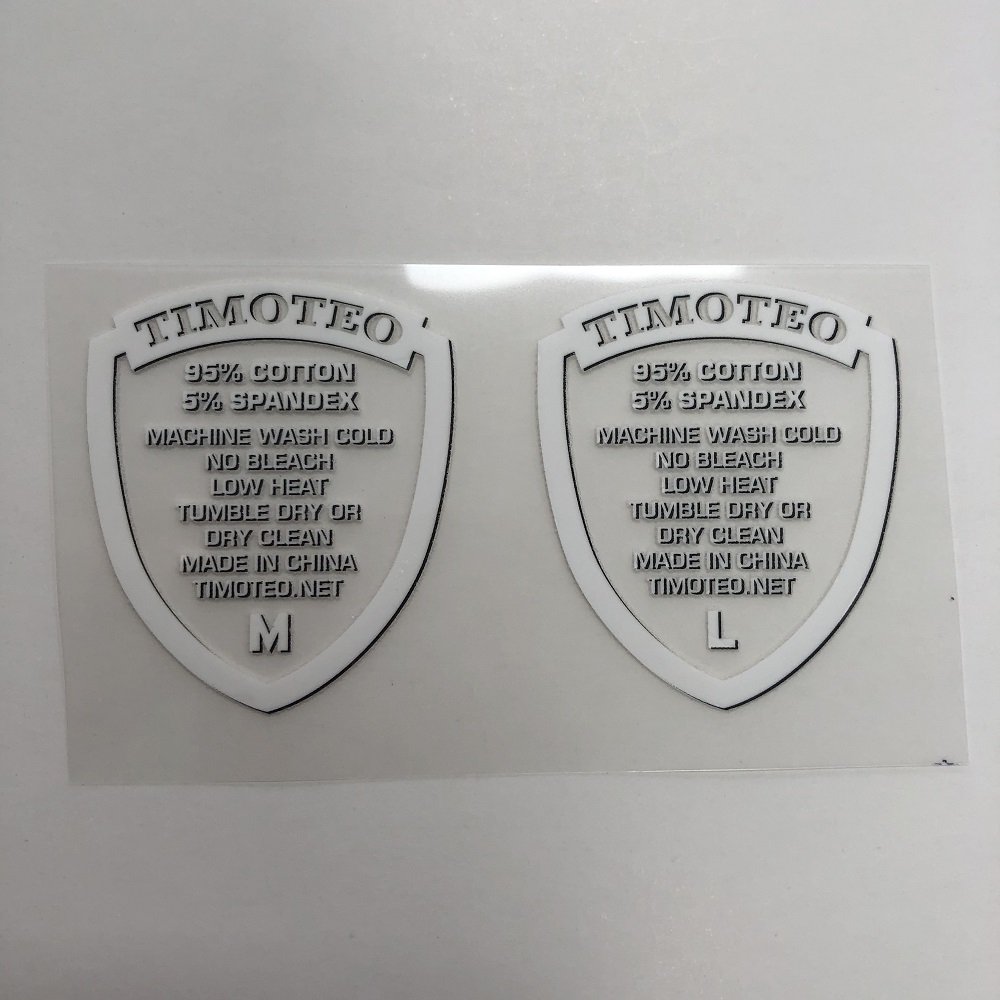 TIMOTEO
95% COTTON
5% SPANDEX
MACHINE WASH COLD
NO BLEACH
LOW HEAT
TUMBLE DRY OR
DRY CLEAN
MADE IN CHINA
TIMOTEO.NET
M
TIMOTEO
95% COTTON
5% SPANDEX
MACHINE WASH COLD
NO BLEACH
LOW HEAT
TUMBLE DRY OR
DRY CLEAN
MADE IN CHINA
TIMOTEO.NET
L